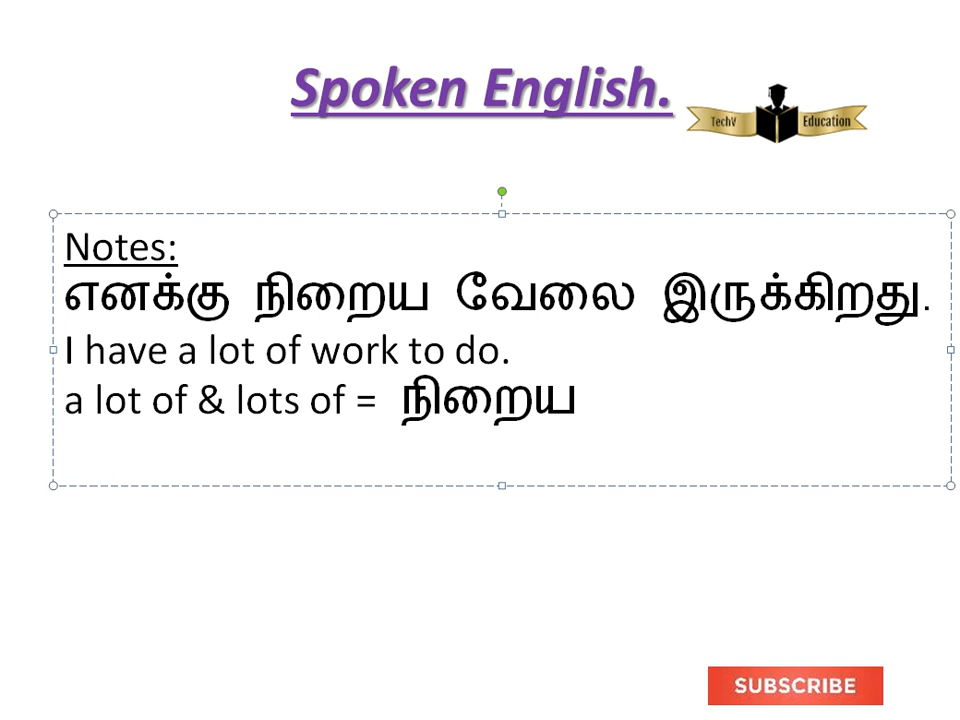 Spoken English.
TechV Education
Notes:
எனக்கு நிறைய வேலை இருக்கிறது.
I have a lot of work to do.
a lot of & lots of = நிறைய
SUBSCRIBE